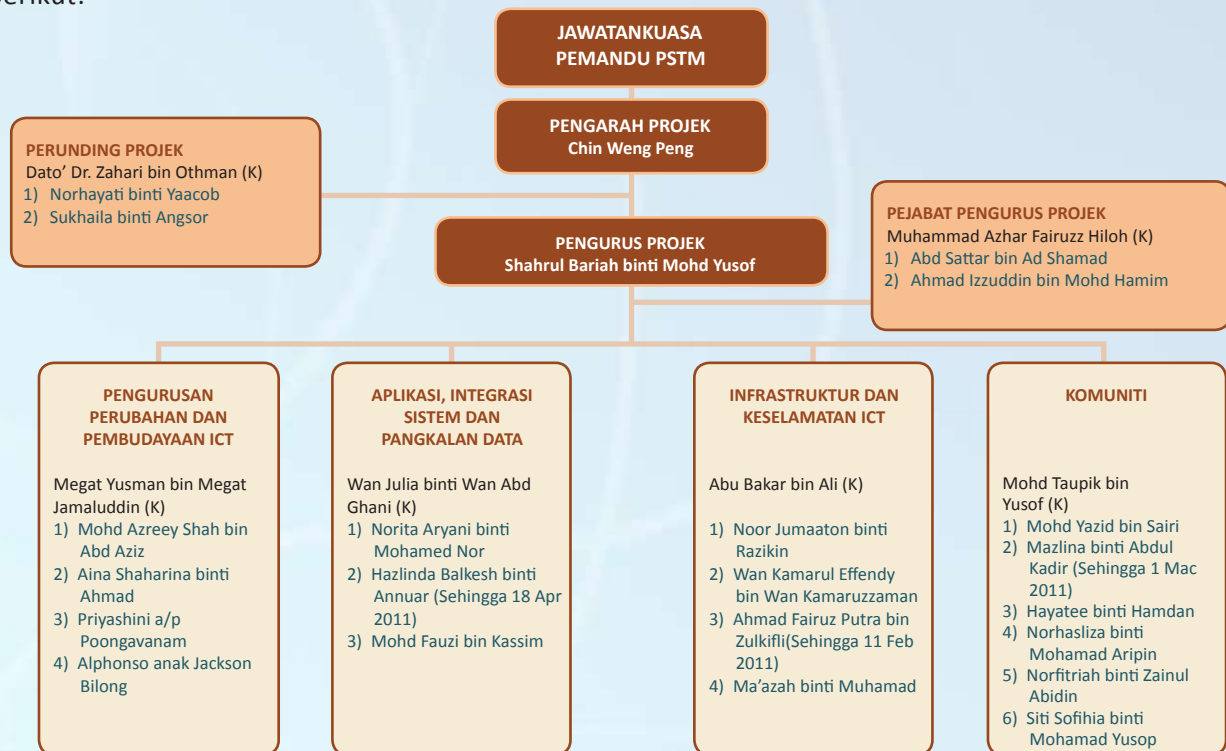 berikut:
JAWATANKUASA
PEMANDU PSTM
PENGARAH PROJEK
Chin Weng Peng
PERUNDING PROJEK
Dato’ Dr. Zahari bin Othman (K)
1) Norhayati binti Yaacob
2) Sukhaila binti Angsor
PENGURUS PROJEK
Shahrul Bariah binti Mohd Yusof
PEJABAT PENGURUS PROJEK
Muhammad Azhar Fairuzz Hiloh (K)
1) Abd Sattar bin Ad Shamad
2) Ahmad Izzuddin bin Mohd Hamim
PENGURUSAN
PERUBAHAN DAN
PEMBUDAYAAN ICT
Megat Yusman bin Megat
Jamaluddin (K)
1) Mohd Azreey Shah bin
Abd Aziz
2) Aina Shaharina binti
Ahmad
3) Priyashini a/p
Poongavanam
4) Alphonso anak Jackson
Bilong
APLIKASI, INTEGRASI
SISTEM DAN
PANGKALAN DATA
Wan Julia binti Wan Abd
Ghani (K)
1) Norita Aryani binti
Mohamed Nor
2) Hazlinda Balkesh binti
Annuar (Sehingga 18 Apr
2011)
3) Mohd Fauzi bin Kassim
INFRASTRUKTUR DAN
KESELAMATAN ICT
Abu Bakar bin Ali (K)
1) Noor Jumaaton binti
Razikin
2) Wan Kamarul Effendy
bin Wan Kamaruzzaman
3) Ahmad Fairuz Putra bin
Zulkifli(Sehingga 11 Feb
2011)
4) Ma’azah binti Muhamad
KOMUNITI
Mohd Taupik bin
Yusof (K)
1) Mohd Yazid bin Sairi
2) Mazlina binti Abdul
Kadir (Sehingga 1 Mac
2011)
3) Hayatee binti Hamdan
4) Norhasliza binti
Mohamad Aripin
5) Norfitriah binti Zainul
Abidin
6) Siti Sofihia binti
Mohamad Yusop